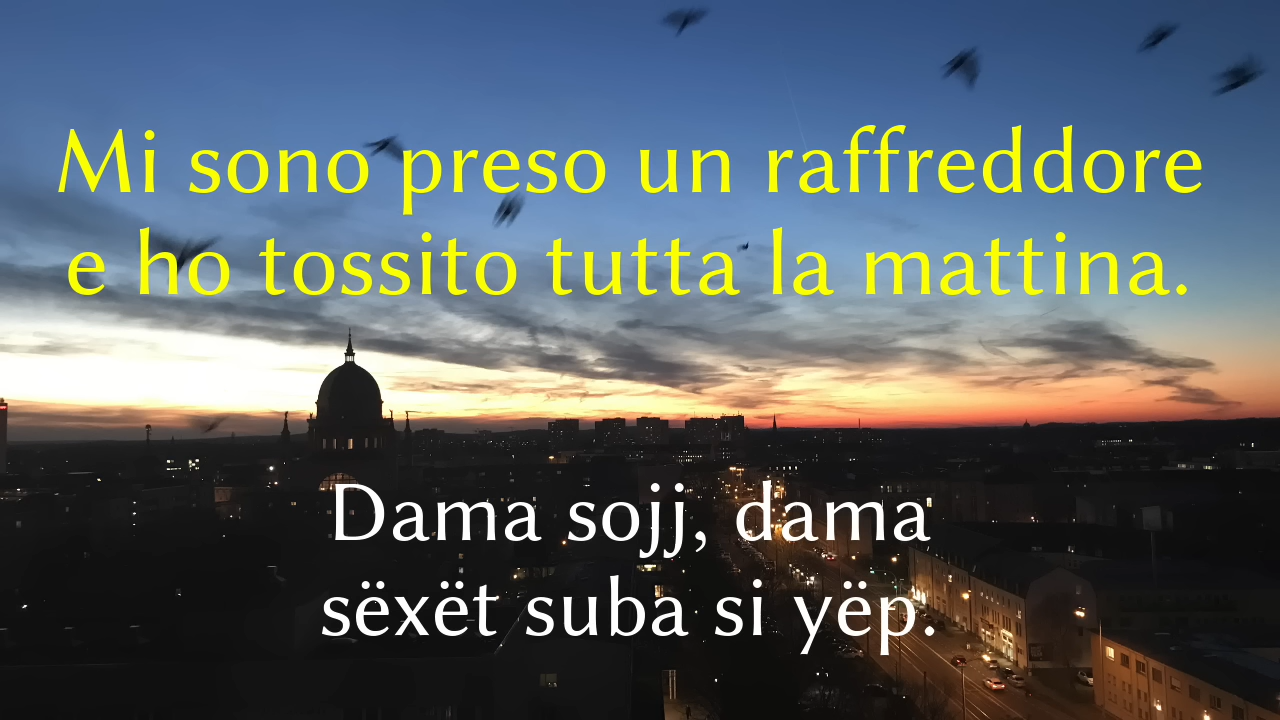 Mi sono preso un raffreddore
e ho tossito tutta la mattina.
Dama sojj, dama
sëxët suba si yëp.